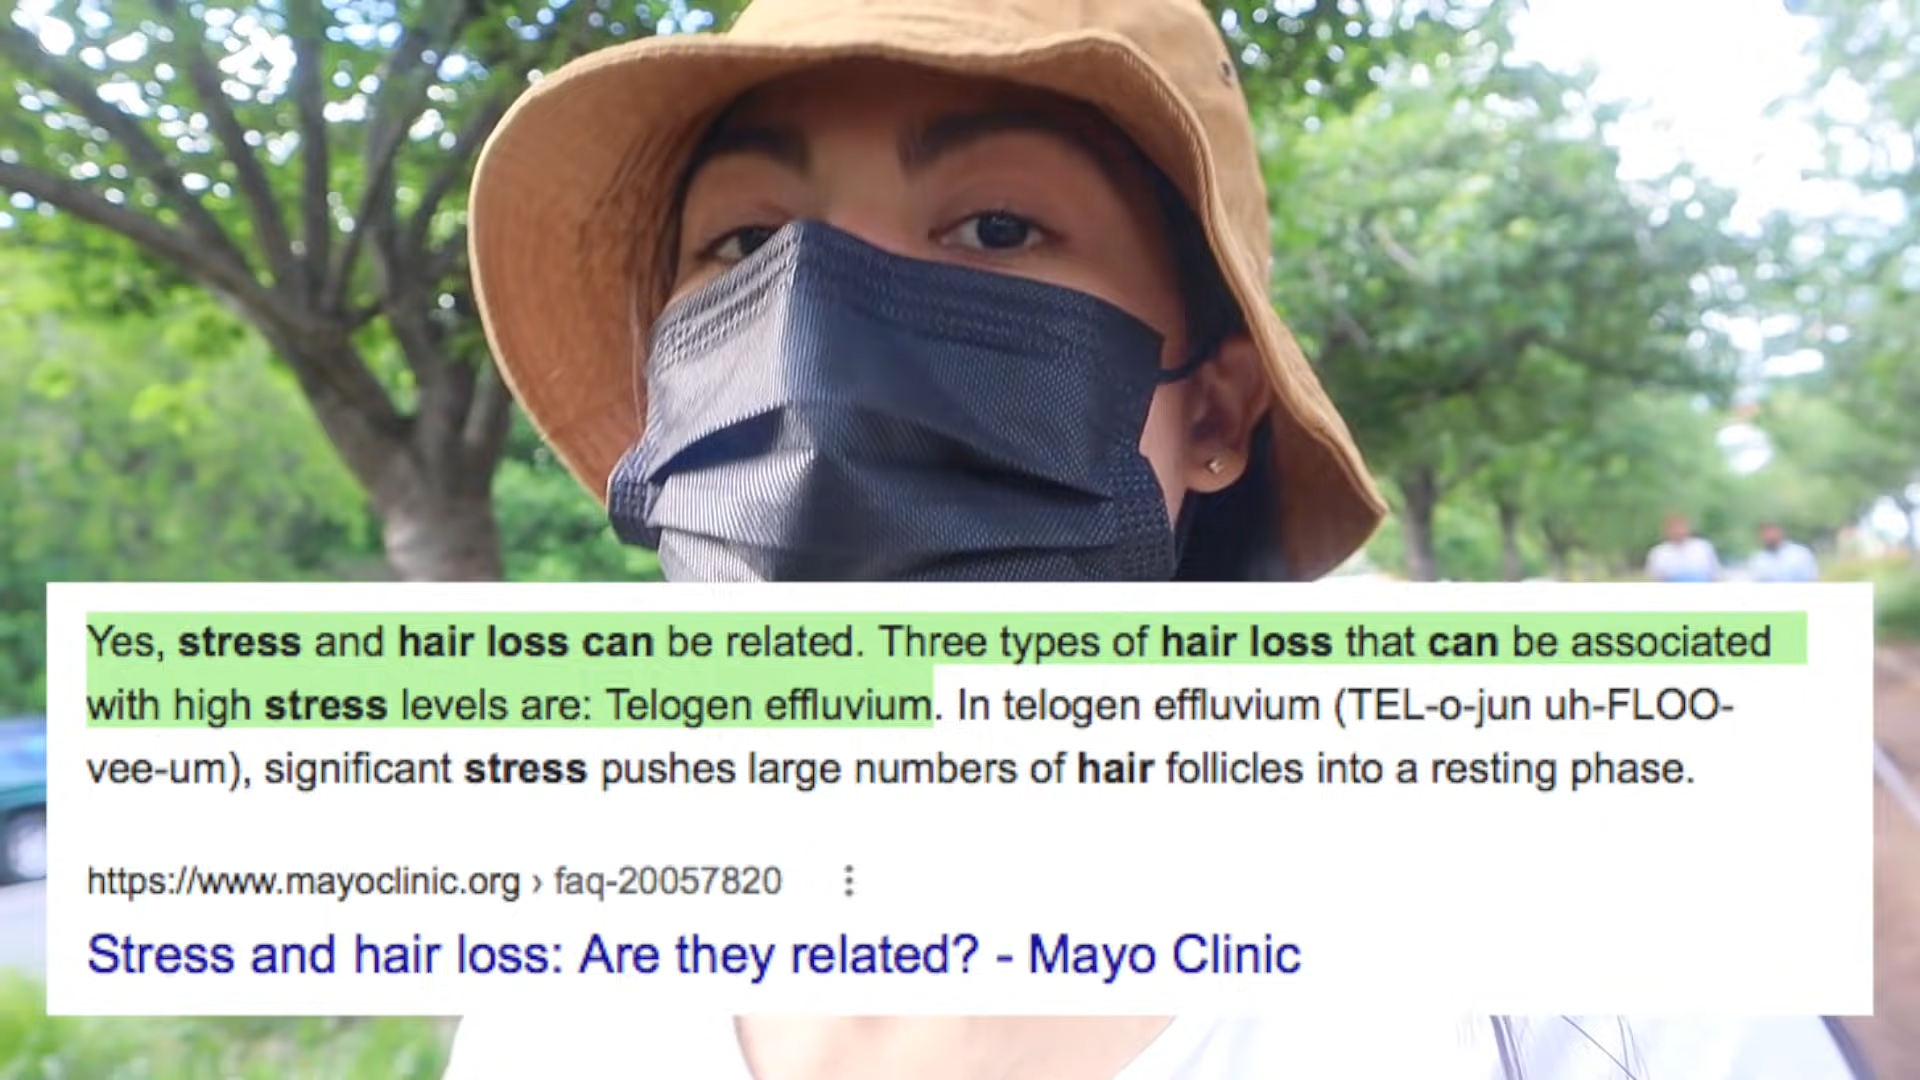 Yes, stress and hair loss can be related. Three types of hair loss that can be associated
with high stress levels are: Telogen effluvium. In telogen effluvium (TEL-o-jun uh-FLOO-
vee-um), significant stress pushes large numbers of hair follicles into a resting phase.
https://www.mayoclinic.org › faq-20057820
Stress and hair loss: Are they related? - Mayo Clinic